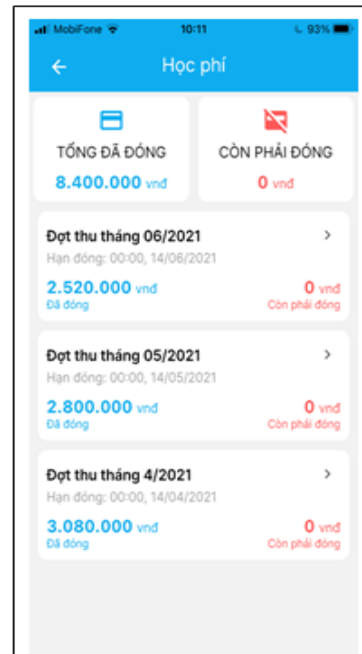 MobiFone 10:11 93%
Học phí
TỔNG ĐÃ ĐÓNG CÒN PHẢI ĐÓNG
8.400.000 vnđ 0 vnđ
Đợt thu tháng 06/2021
Hạn đóng: 00:00, 14/06/2021
2.520.000 vnđ 0 vnđ
Đã đóng Còn phải đóng
Đợt thu tháng 05/2021
Hạn đóng: 00:00, 14/05/2021
2.800.000 vnđ 0 vnđ
Đã đóng Còn phải đóng
Đợt thu tháng 4/2021
Hạn đóng: 00:00, 14/04/2021
3.080.000 vnđ 0 vnđ
Đã đóng Còn phải đóng